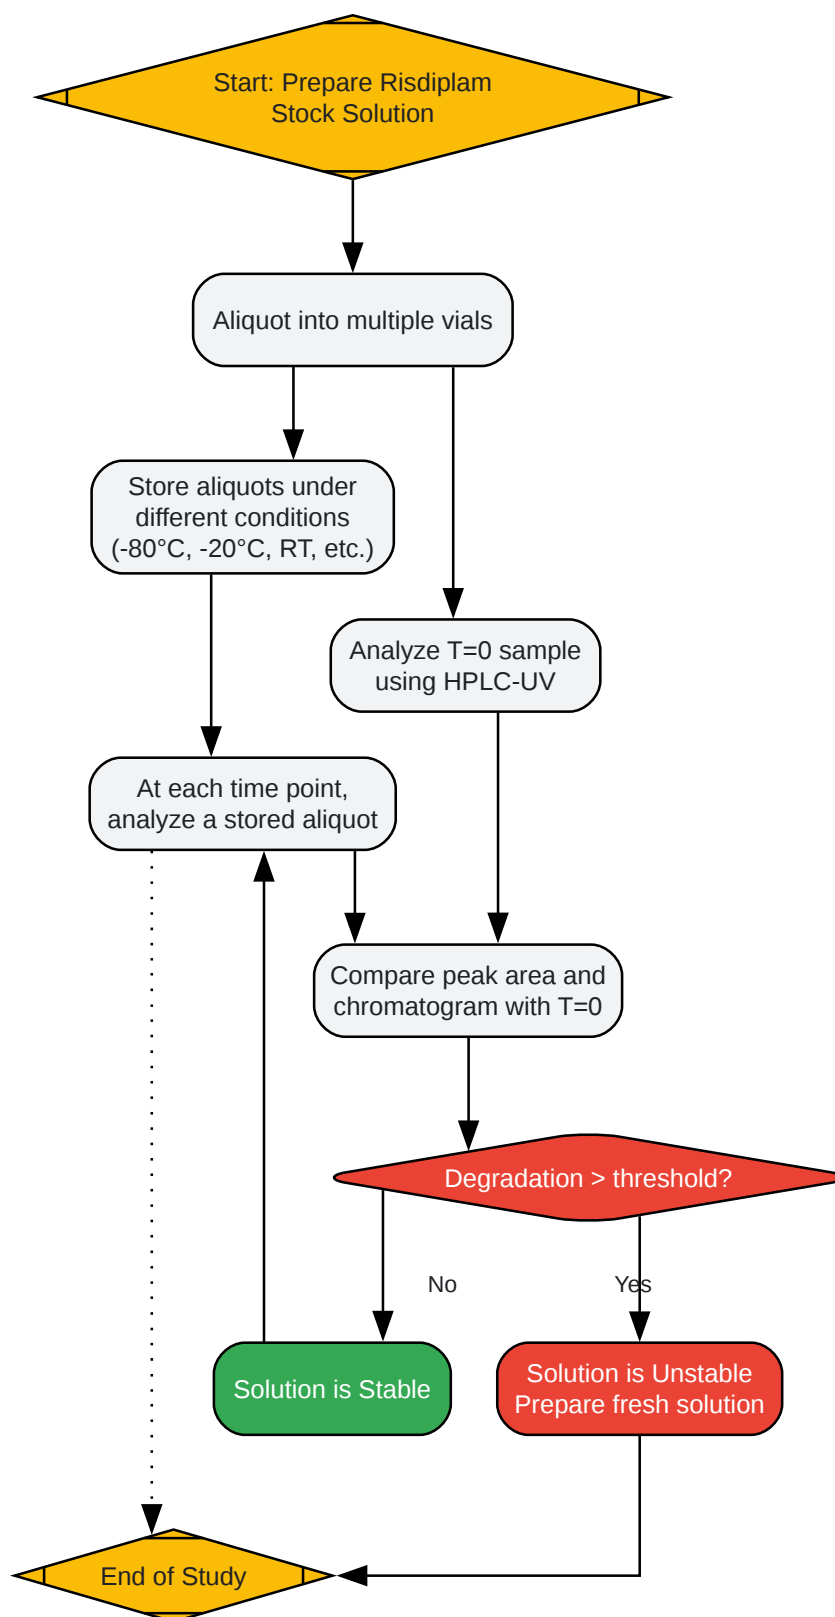 Start: Prepare Risdiplam
Stock Solution
Aliquot into multiple vials
Store aliquots under
different conditions
(-80°C, -20°C, RT, etc.)
Analyze T=0 sample
using HPLC-UV
At each time point,
analyze a stored aliquot
Compare peak area and
chromatogram with T=0
Degradation > threshold?
No
Yes
Solution is Stable
Solution is Unstable
Prepare fresh solution
End of Study